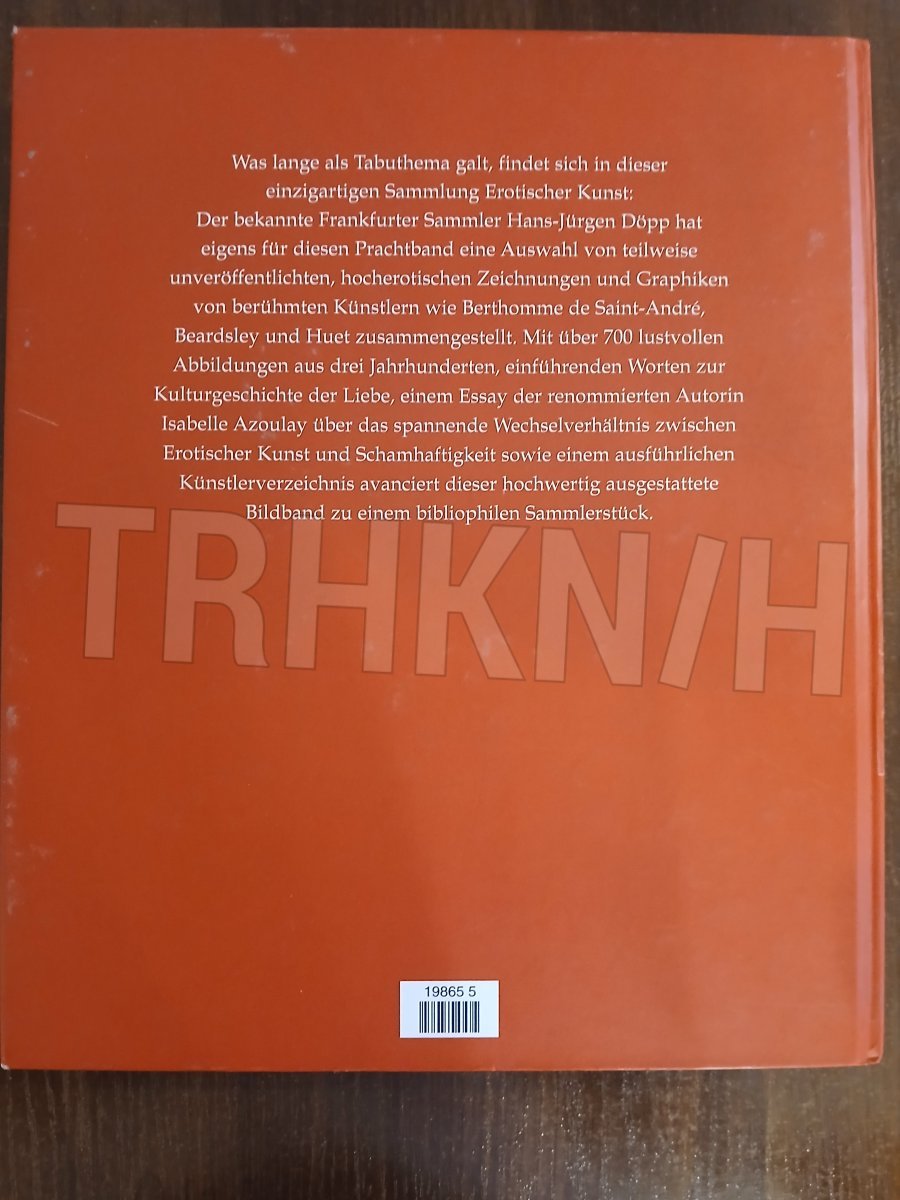 Was lange als Tabuthema galt, findet sich in dieser
einzigartigen Sammlung Erotischer Kunst:
Der bekannte Frankfurter Sammler Hans-Jürgen Döpp hat
eigens für diesen Prachtband eine Auswahl von teilweise
unveröffentlichten, hocherotischen Zeichnungen und Graphiken
von berühmten Künstlern wie Berthomme de Saint-André,
Beardsley und Huet zusammengestellt. Mit über 700 lustvollen
Abbildungen aus drei Jahrhunderten, einführenden Worten zur
Kulturgeschichte der Liebe, einem Essay der renommierten Autorin
Isabelle Azoulay über das spannende Wechselverhältnis zwischen
Erotischer Kunst und Schamhaftigkeit sowie einem ausführlichen
Künstlerverzeichnis avanciert dieser hochwertig ausgestattete
Bildband zu einem bibliophilen Sammlerstück.
TRHKN/H
19865 5